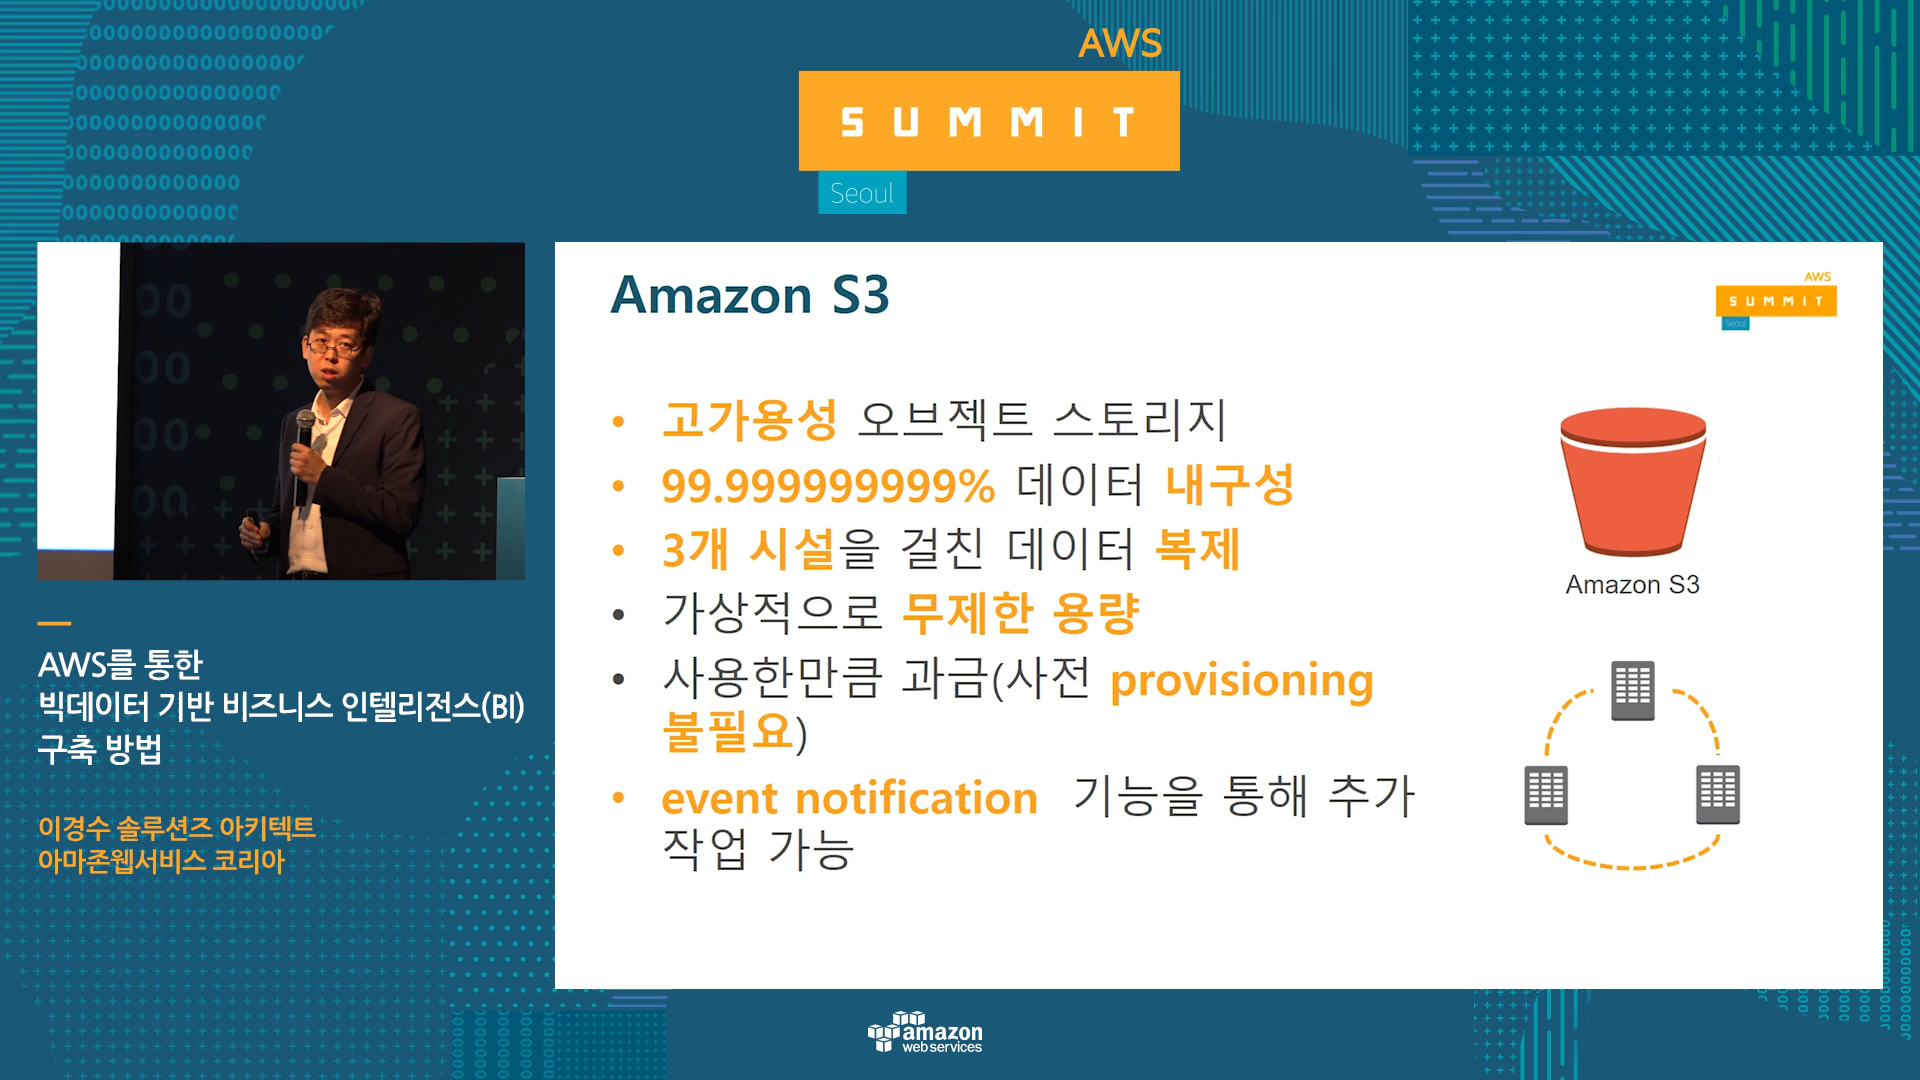 AWS
SUMMIT
Seoul
Amazon S3
AWS
SUMMIT
Seoul
• 고가용성 오브젝트 스토리지
• 99.999999999% 데이터 내구성
• 3개 시설을 걸친 데이터 복제
• 가상적으로 무제한 용량
• 사용한만큼 과금(사전 provisioning
불필요)
• event notification 기능을 통해 추가
작업 가능
Amazon S3
AWS를 통한
빅데이터 기반 비즈니스 인텔리전스(BI)
구축 방법
이경수 솔루션즈 아키텍트
아마존웹서비스 코리아
amazon
web services